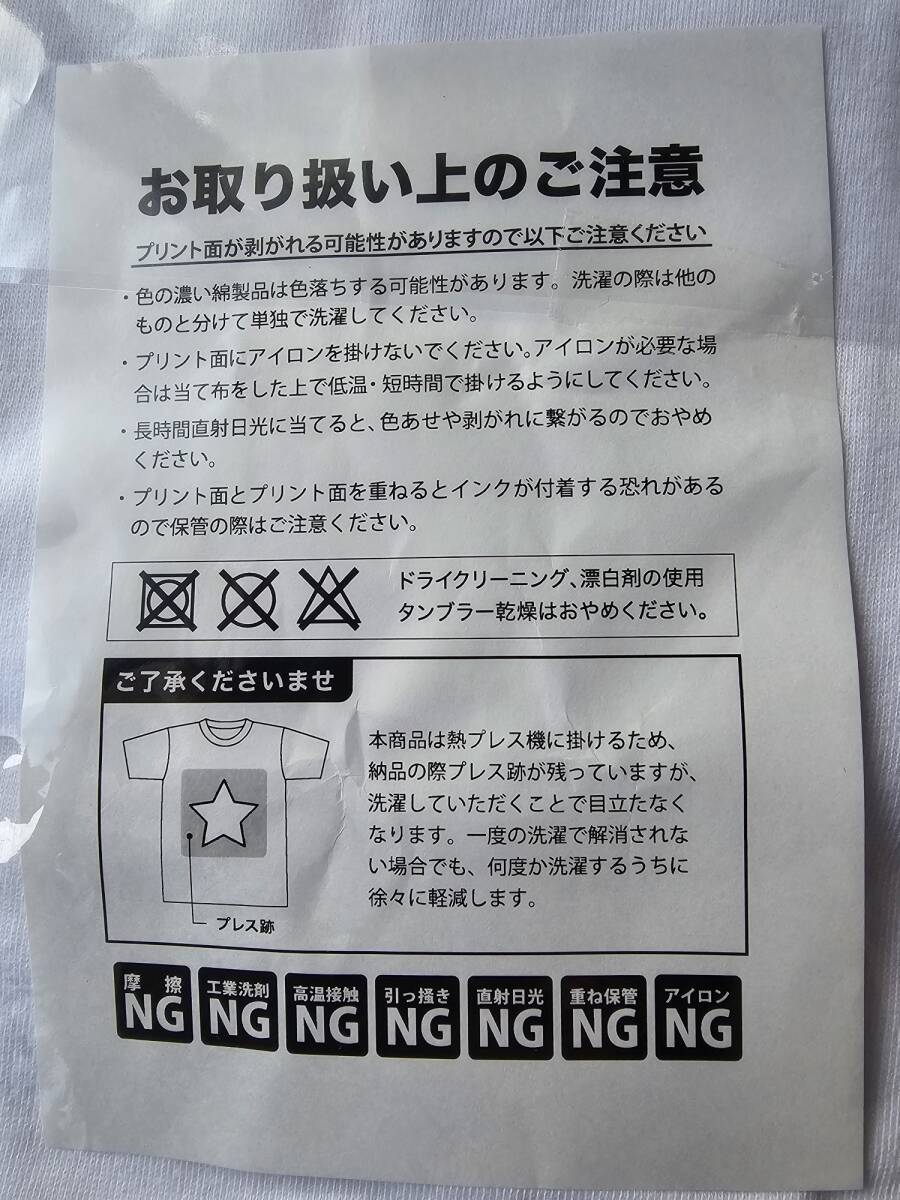 お取り扱い上のご注意
プリント面が剥がれる可能性がありますので以下ご注意ください
・色の濃い綿製品は色落ちする可能性があります。洗濯の際は他の
ものと分けて単独で洗濯してください。
・プリント面にアイロンを掛けないでください。アイロンが必要な場
合は当て布をした上で低温・短時間で掛けるようにしてください。
・長時間直射日光に当てると、色あせや剥がれに繋がるのでおやめ
ください。
・プリント面とプリント面を重ねるとインクが付着する恐れがある
ので保管の際はご注意ください。
ドライクリーニング、漂白剤の使用
タンブラー乾燥はおやめください。
ご了承くださいませ
本商品は熱プレス機に掛けるため、
納品の際プレス跡が残っていますが、
洗濯していただくことで目立たなく
なります。一度の洗濯で解消されな
い場合でも、何度か洗濯するうちに
徐々に軽減します。
プレス跡
摩擦 NG
工業洗剤 NG
高温接触 NG
引っ掻き NG
直射日光 NG
重ね保管 NG
アイロン NG